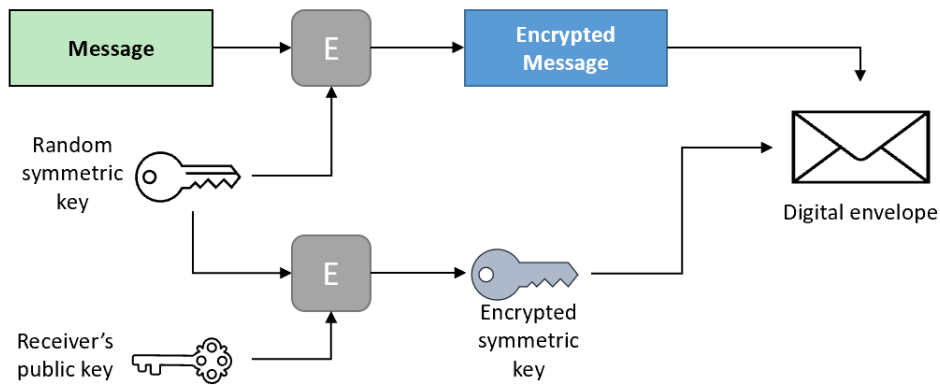 Message
E
Encrypted
Message
Random
symmetric
key
Digital envelope
E
Encrypted
symmetric
key
Receiver's
public key